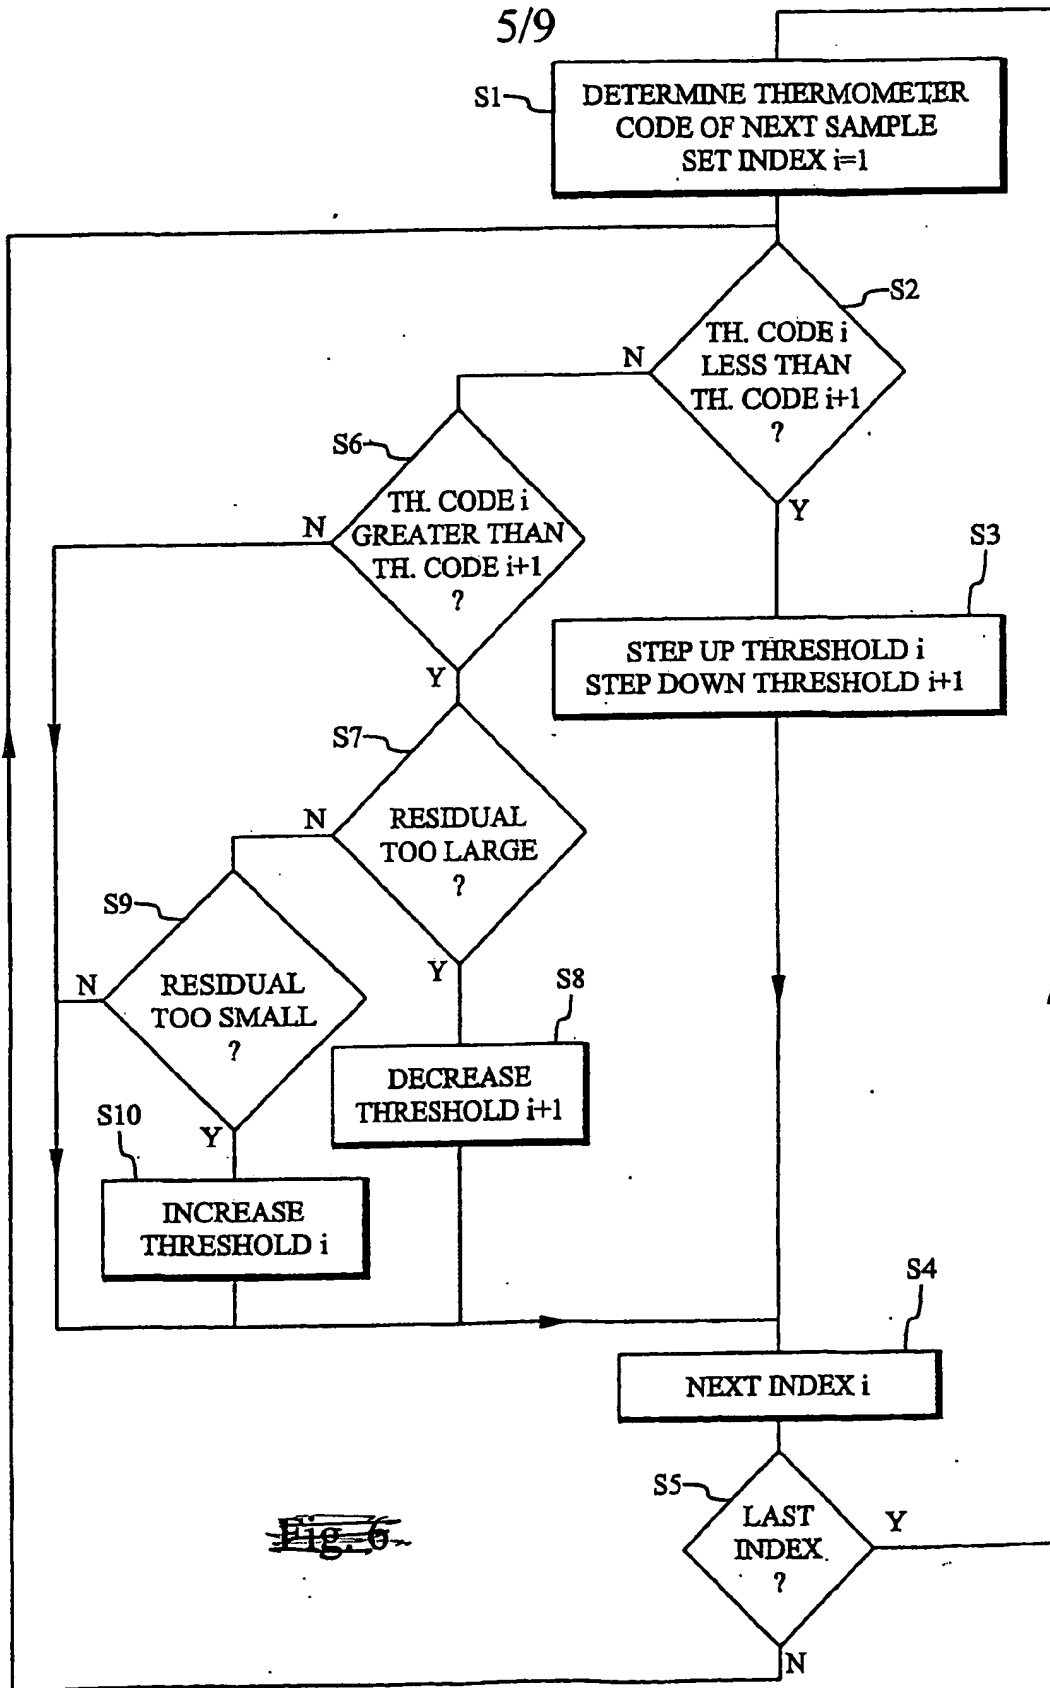 5/9
S1
DETERMINE THERMOMETER
CODE OF NEXT SAMPLE
SET INDEX i=1
S2
TH. CODE i
LESS THAN
TH. CODE i+1
?
N
Y
S6
TH. CODE i
GREATER THAN
TH. CODE i+1
?
N
Y
S3
STEP UP THRESHOLD i
STEP DOWN THRESHOLD i+1
S7
RESIDUAL
TOO LARGE
?
N
Y
S9
RESIDUAL
TOO SMALL
?
N
Y
S8
DECREASE
THRESHOLD i+1
S10
INCREASE
THRESHOLD i
S4
NEXT INDEX i
S5
LAST
INDEX
?
Y
N
Fig. 6